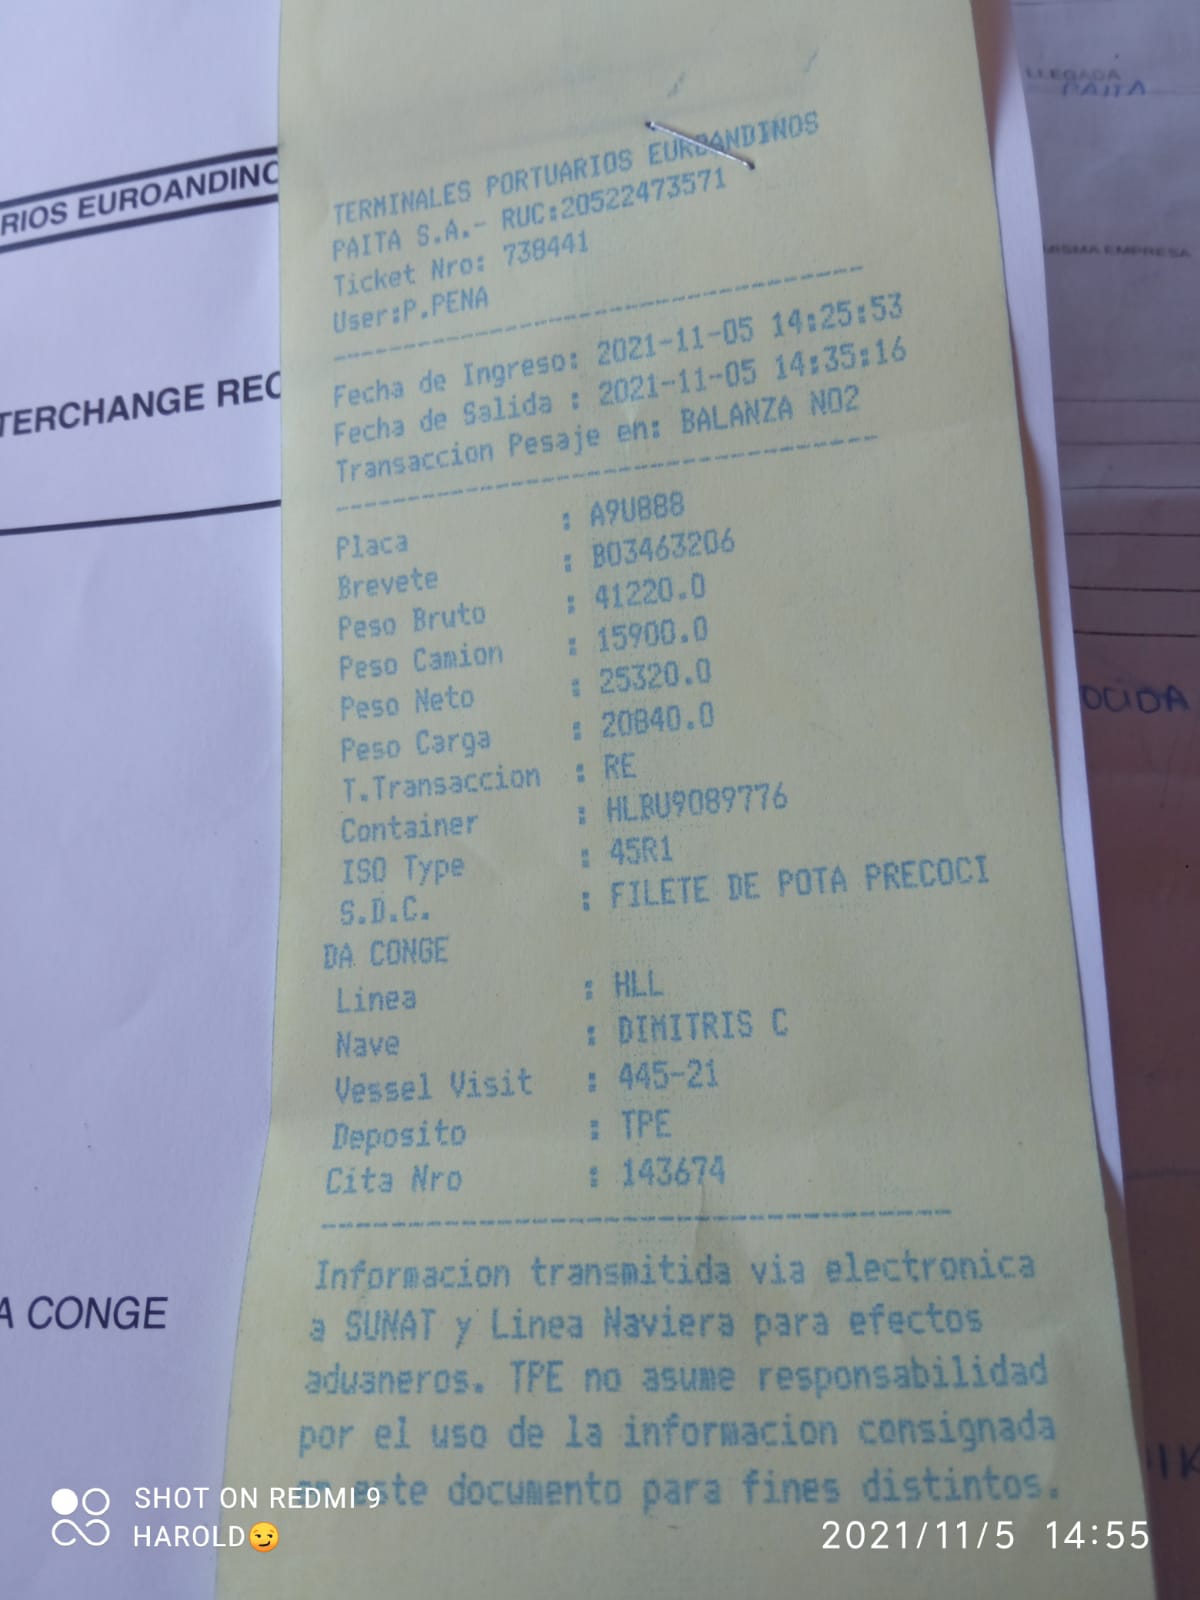 LLEGADA
PAITA
RIOS EUROANDINO
MISMA EMPRESA
TERCHANGE REC
OCIDA
A CONGE
TERMINALES PORTUARIOS EUROANDINOS
PAITA S.A.- RUC:20522473571
Ticket Nro: 738441
User:P.PENA
Fecha de Ingreso: 2021-11-05 14:25:53
Fecha de Salida : 2021-11-05 14:35:16
Transaccion Pesaje en: BALANZA NO2
Placa : A9U888
Brevete : B03463206
Peso Bruto : 41220.0
Peso Camion : 15900.0
Peso Neto : 25320.0
Peso Carga : 20840.0
T.Transaccion : RE
Container : HLBU9089776
ISO Type : 45R1
S.D.C. : FILETE DE POTA PRECOCI
DA CONGE
Linea : HLL
Nave : DIMITRIS C
Vessel Visit : 445-21
Deposito : TPE
Cita Nro : 143674
Informacion transmitida via electronica
a SUNAT y Linea Naviera para efectos
aduaneros. TPE no asume responsabilidad
por el uso de la informacion consignada
en este documento para fines distintos.
SHOT ON REDMI 9
HAROLD😏
2021/11/5 14:55